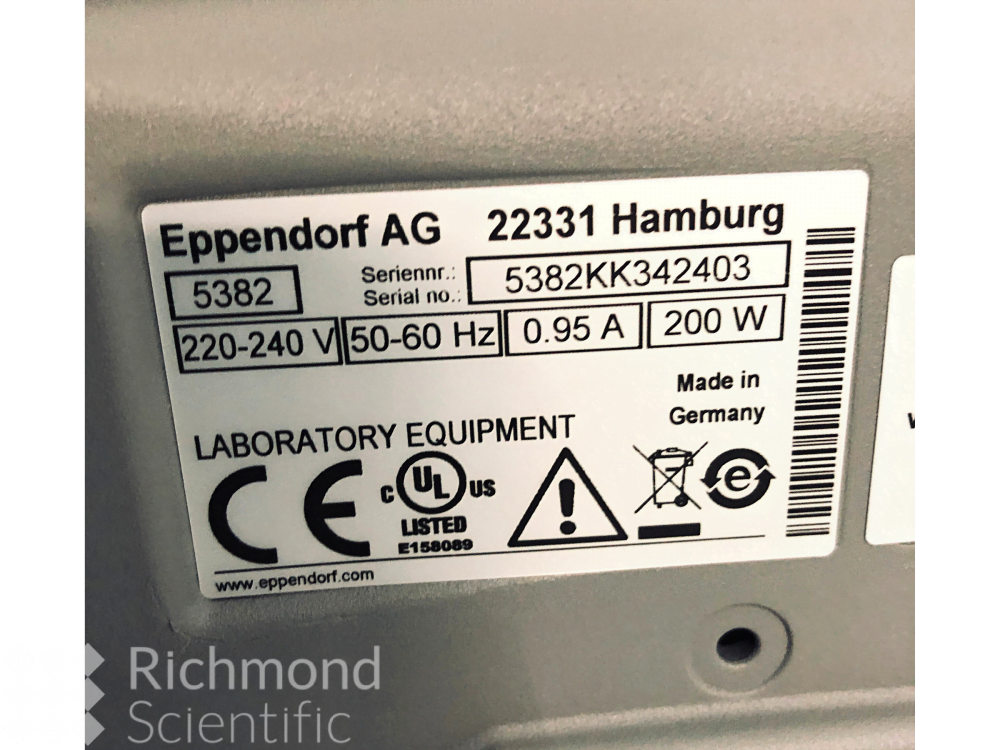 Eppendorf AG 22331 Hamburg
5382 Seriennr.: 5382KK342403
Serial no.:
220-240 V 50-60 Hz 0.95 A 200 W
Made in
Germany
LABORATORY EQUIPMENT
CE
C UL US
LISTED
E158089
e
www.eppendorf.com
Richmond
Scientific